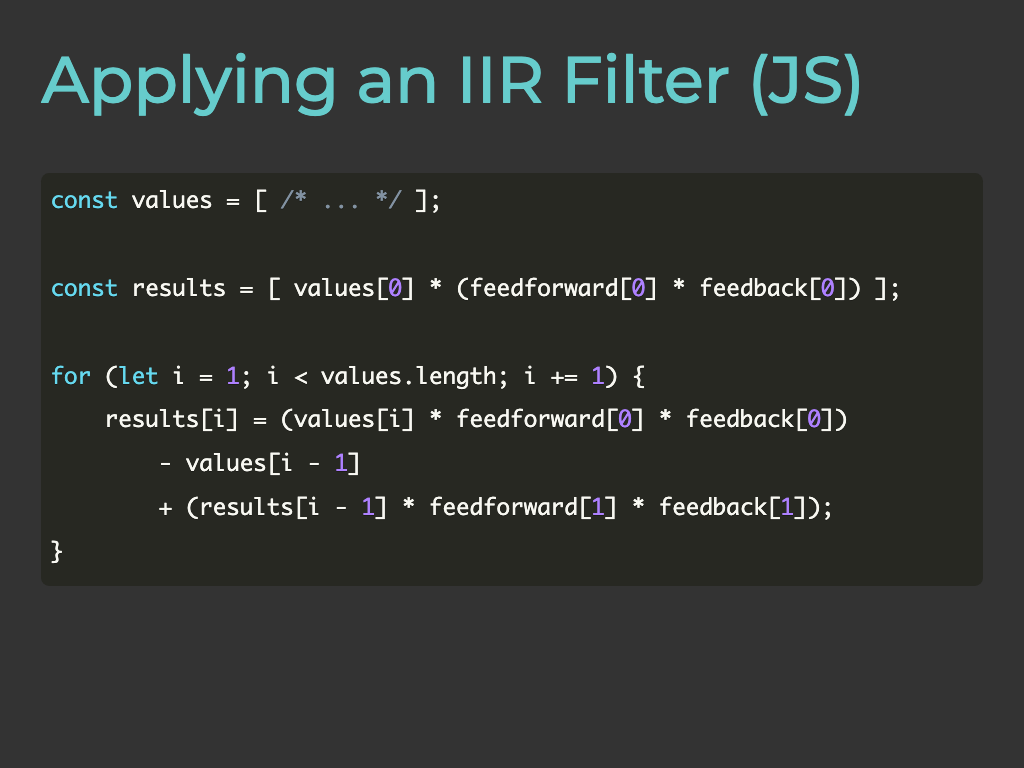 Applying an IIR Filter (JS)
const values = [ /* ... */ ];
const results = [ values[0] * (feedforward[0] * feedback[0]) ];
for (let i = 1; i < values.length; i += 1) {
    results[i] = (values[i] * feedforward[0] * feedback[0])
        - values[i - 1]
        + (results[i - 1] * feedforward[1] * feedback[1]);
}